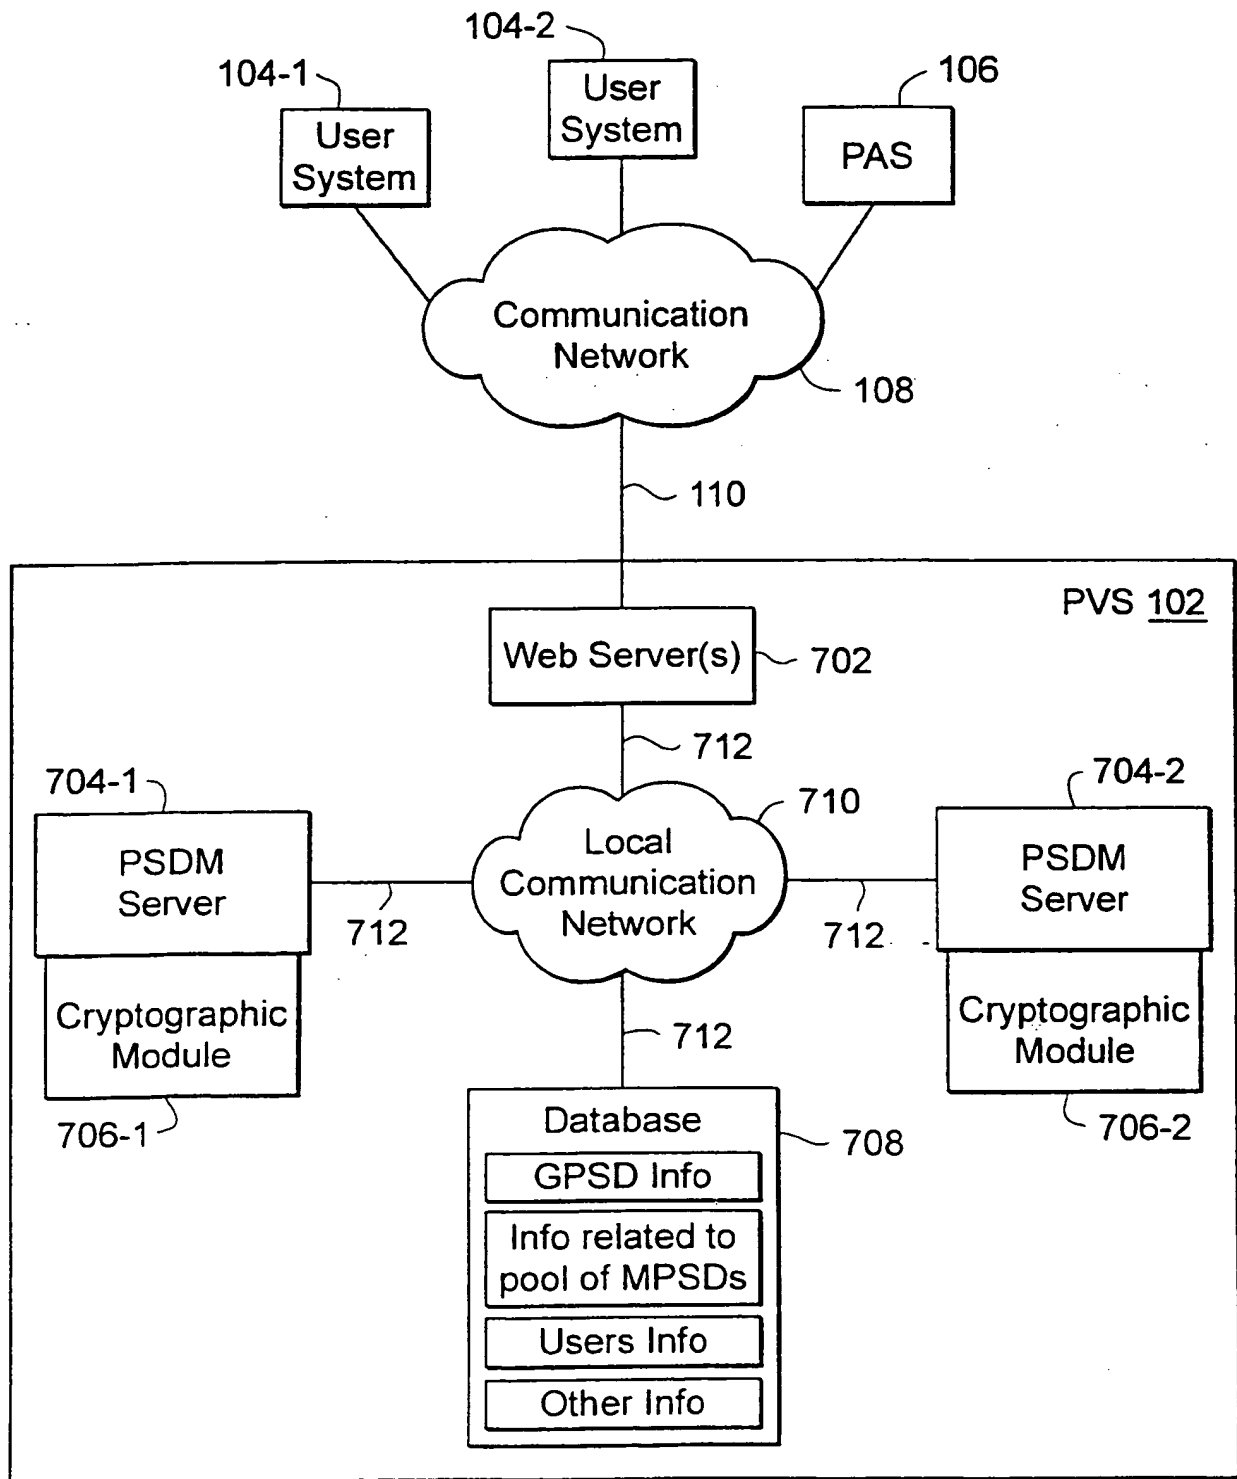 104-2
104-1
106
User
System
User
System
PAS
Communication
Network
108
110
PVS 102
Web Server(s)
702
712
704-1
704-2
710
PSDM
Server
Local
Communication
Network
PSDM
Server
712
712
Cryptographic
Module
Cryptographic
Module
712
706-1
706-2
Database
708
GPSD Info
Info related to
pool of MPSDs
Users Info
Other Info